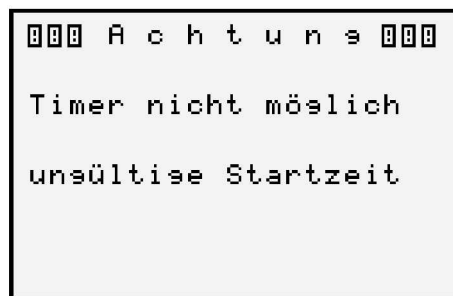 !!! A c h t u n g !!!
Timer nicht möglich
ungültige Startzeit